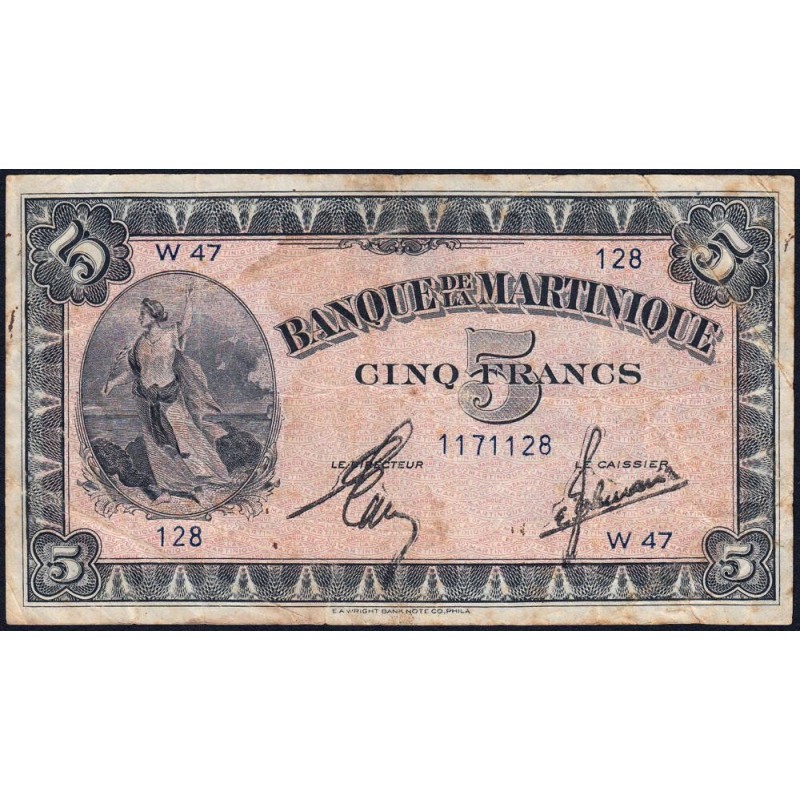 5 5
W 47 128
BANQUE DE LA MARTINIQUE
5
CINQ FRANCS
1171128
LE DIRECTEUR LE CAISSIER
128 W 47
5 5
E.A. WRIGHT BANK NOTE CO. PHILA.